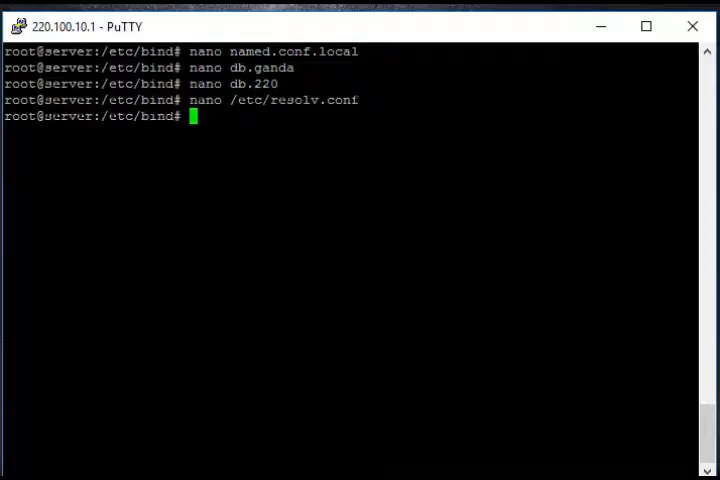 220.100.10.1 - PuTTY
root@server:/etc/bind# nano named.conf.local
root@server:/etc/bind# nano db.ganda
root@server:/etc/bind# nano db.220
root@server:/etc/bind# nano /etc/resolv.conf
root@server:/etc/bind#